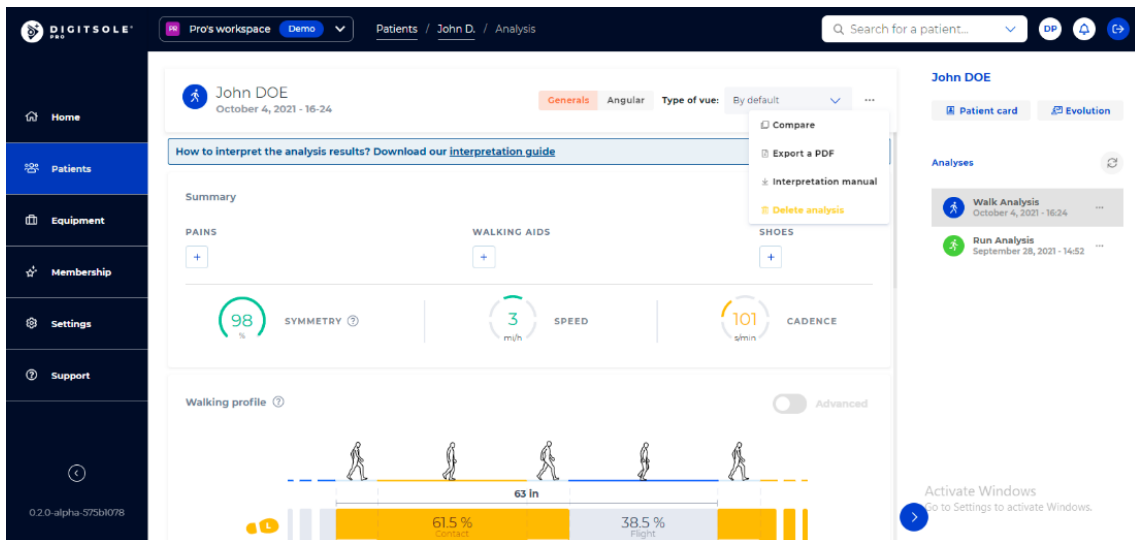 DIGITSOLE
PRO
PR Pro's workspace Demo
Patients / John D. / Analysis
Search for a patient...
DP
Home
Patients
Equipment
Membership
Settings
Support
0.2.0-alpha-575b1078
John DOE
October 4, 2021 - 16-24
Generals Angular Type of vue: By default ...
Compare
Export a PDF
Interpretation manual
Delete analysis
How to interpret the analysis results? Download our interpretation guide
Summary
PAINS WALKING AIDS SHOES
+ + +
98 % SYMMETRY ? 3 mi/h SPEED 101 s/min CADENCE
Walking profile ? Advanced
63 in
L 61.5 % 38.5 %
Contact Flight
John DOE
Patient card Evolution
Analyses
Walk Analysis
October 4, 2021 - 16:24 ...
Run Analysis
September 28, 2021 - 14:52 ...
Activate Windows
Go to Settings to activate Windows.